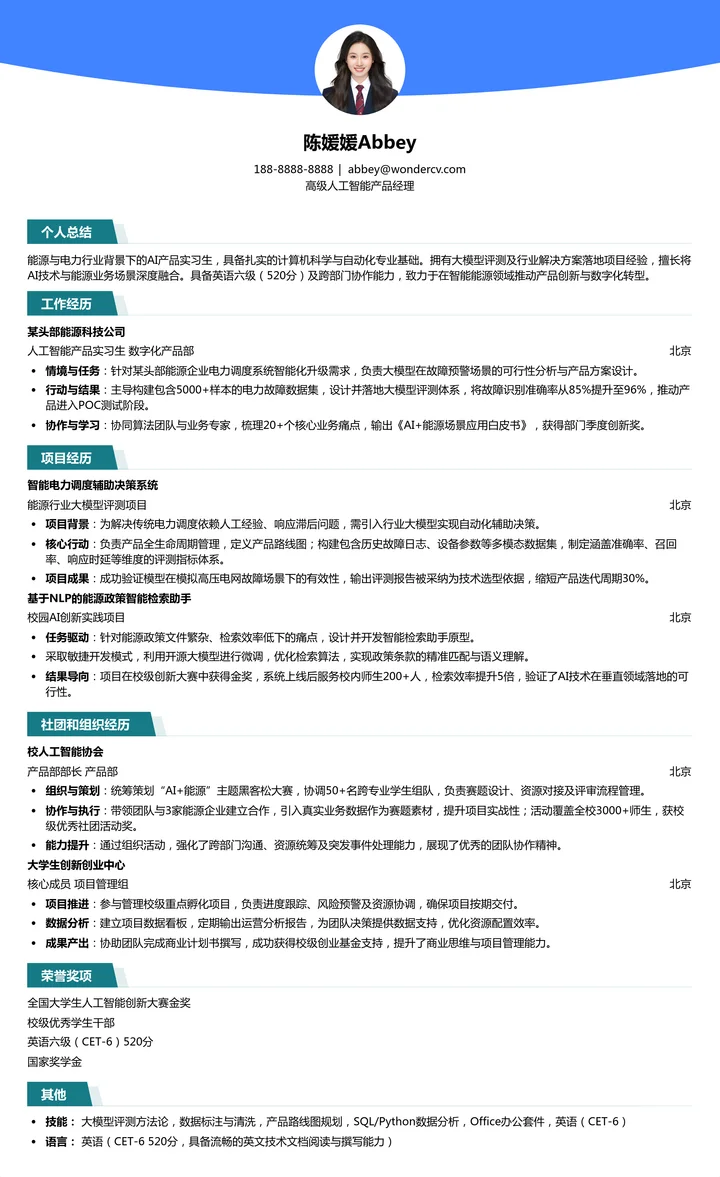 陈媛媛Abbey
188-8888-8888 | abbey@wondercv.com
高级人工智能产品经理
个人总结
能源与电力行业背景下的AI产品实习生，具备扎实的计算机科学与自动化专业基础。拥有大模型评测及行业解决方案落地项目经验，擅长将
AI技术与能源业务场景深度融合。具备英语六级（520分）及跨部门协作能力，致力于在智能能源领域推动产品创新与数字化转型。
工作经历
某头部能源科技公司
人工智能产品实习生 数字化产品部 北京
• 情境与任务：针对某头部能源企业电力调度系统智能化升级需求，负责大模型在故障预警场景的可行性分析与产品方案设计。
• 行动与结果：主导构建包含5000+样本的电力故障数据集，设计并落地大模型评测体系，将故障识别准确率从85%提升至96%，推动产
品进入POC测试阶段。
• 协作与学习：协同算法团队与业务专家，梳理20+个核心业务痛点，输出《AI+能源场景应用白皮书》，获得部门季度创新奖。
项目经历
智能电力调度辅助决策系统
能源行业大模型评测项目 北京
• 项目背景：为解决传统电力调度依赖人工经验、响应滞后问题，需引入行业大模型实现自动化辅助决策。
• 核心行动：负责产品全生命周期管理，定义产品路线图；构建包含历史故障日志、设备参数等多模态数据集，制定涵盖准确率、召回
率、响应时延等维度的评测指标体系。
• 项目成果：成功验证模型在模拟高压电网故障场景下的有效性，输出评测报告被采纳为技术选型依据，缩短产品迭代周期30%。
基于NLP的能源政策智能检索助手
校园AI创新实践项目 北京
• 任务驱动：针对能源政策文件繁杂、检索效率低下的痛点，设计并开发智能检索助手原型。
• 采取敏捷开发模式，利用开源大模型进行微调，优化检索算法，实现政策条款的精准匹配与语义理解。
• 结果导向：项目在校级创新大赛中获得金奖，系统上线后服务校内师生200+人，检索效率提升5倍，验证了AI技术在垂直领域落地的可
行性。
社团和组织经历
校人工智能协会
产品部部长 产品部 北京
• 组织与策划：统筹策划“AI+能源”主题黑客松大赛，协调50+名跨专业学生组队，负责赛题设计、资源对接及评审流程管理。
• 协作与执行：带领团队与3家能源企业建立合作，引入真实业务数据作为赛题素材，提升项目实战性；活动覆盖全校3000+师生，获校
级优秀社团活动奖。
• 能力提升：通过组织活动，强化了跨部门沟通、资源统筹及突发事件处理能力，展现了优秀的团队协作精神。
大学生创新创业中心
核心成员 项目管理组 北京
• 项目推进：参与管理校级重点孵化项目，负责进度跟踪、风险预警及资源协调，确保项目按期交付。
• 数据分析：建立项目数据看板，定期输出运营分析报告，为团队决策提供数据支持，优化资源配置效率。
• 成果产出：协助团队完成商业计划书撰写，成功获得校级创业基金支持，提升了商业思维与项目管理能力。
荣誉奖项
全国大学生人工智能创新大赛金奖
校级优秀学生干部
英语六级（CET-6）520分
国家奖学金
其他
• 技能： 大模型评测方法论，数据标注与清洗，产品路线图规划，SQL/Python数据分析，Office办公套件，英语（CET-6）
• 语言： 英语（CET-6 520分，具备流畅的英文技术文档阅读与撰写能力）